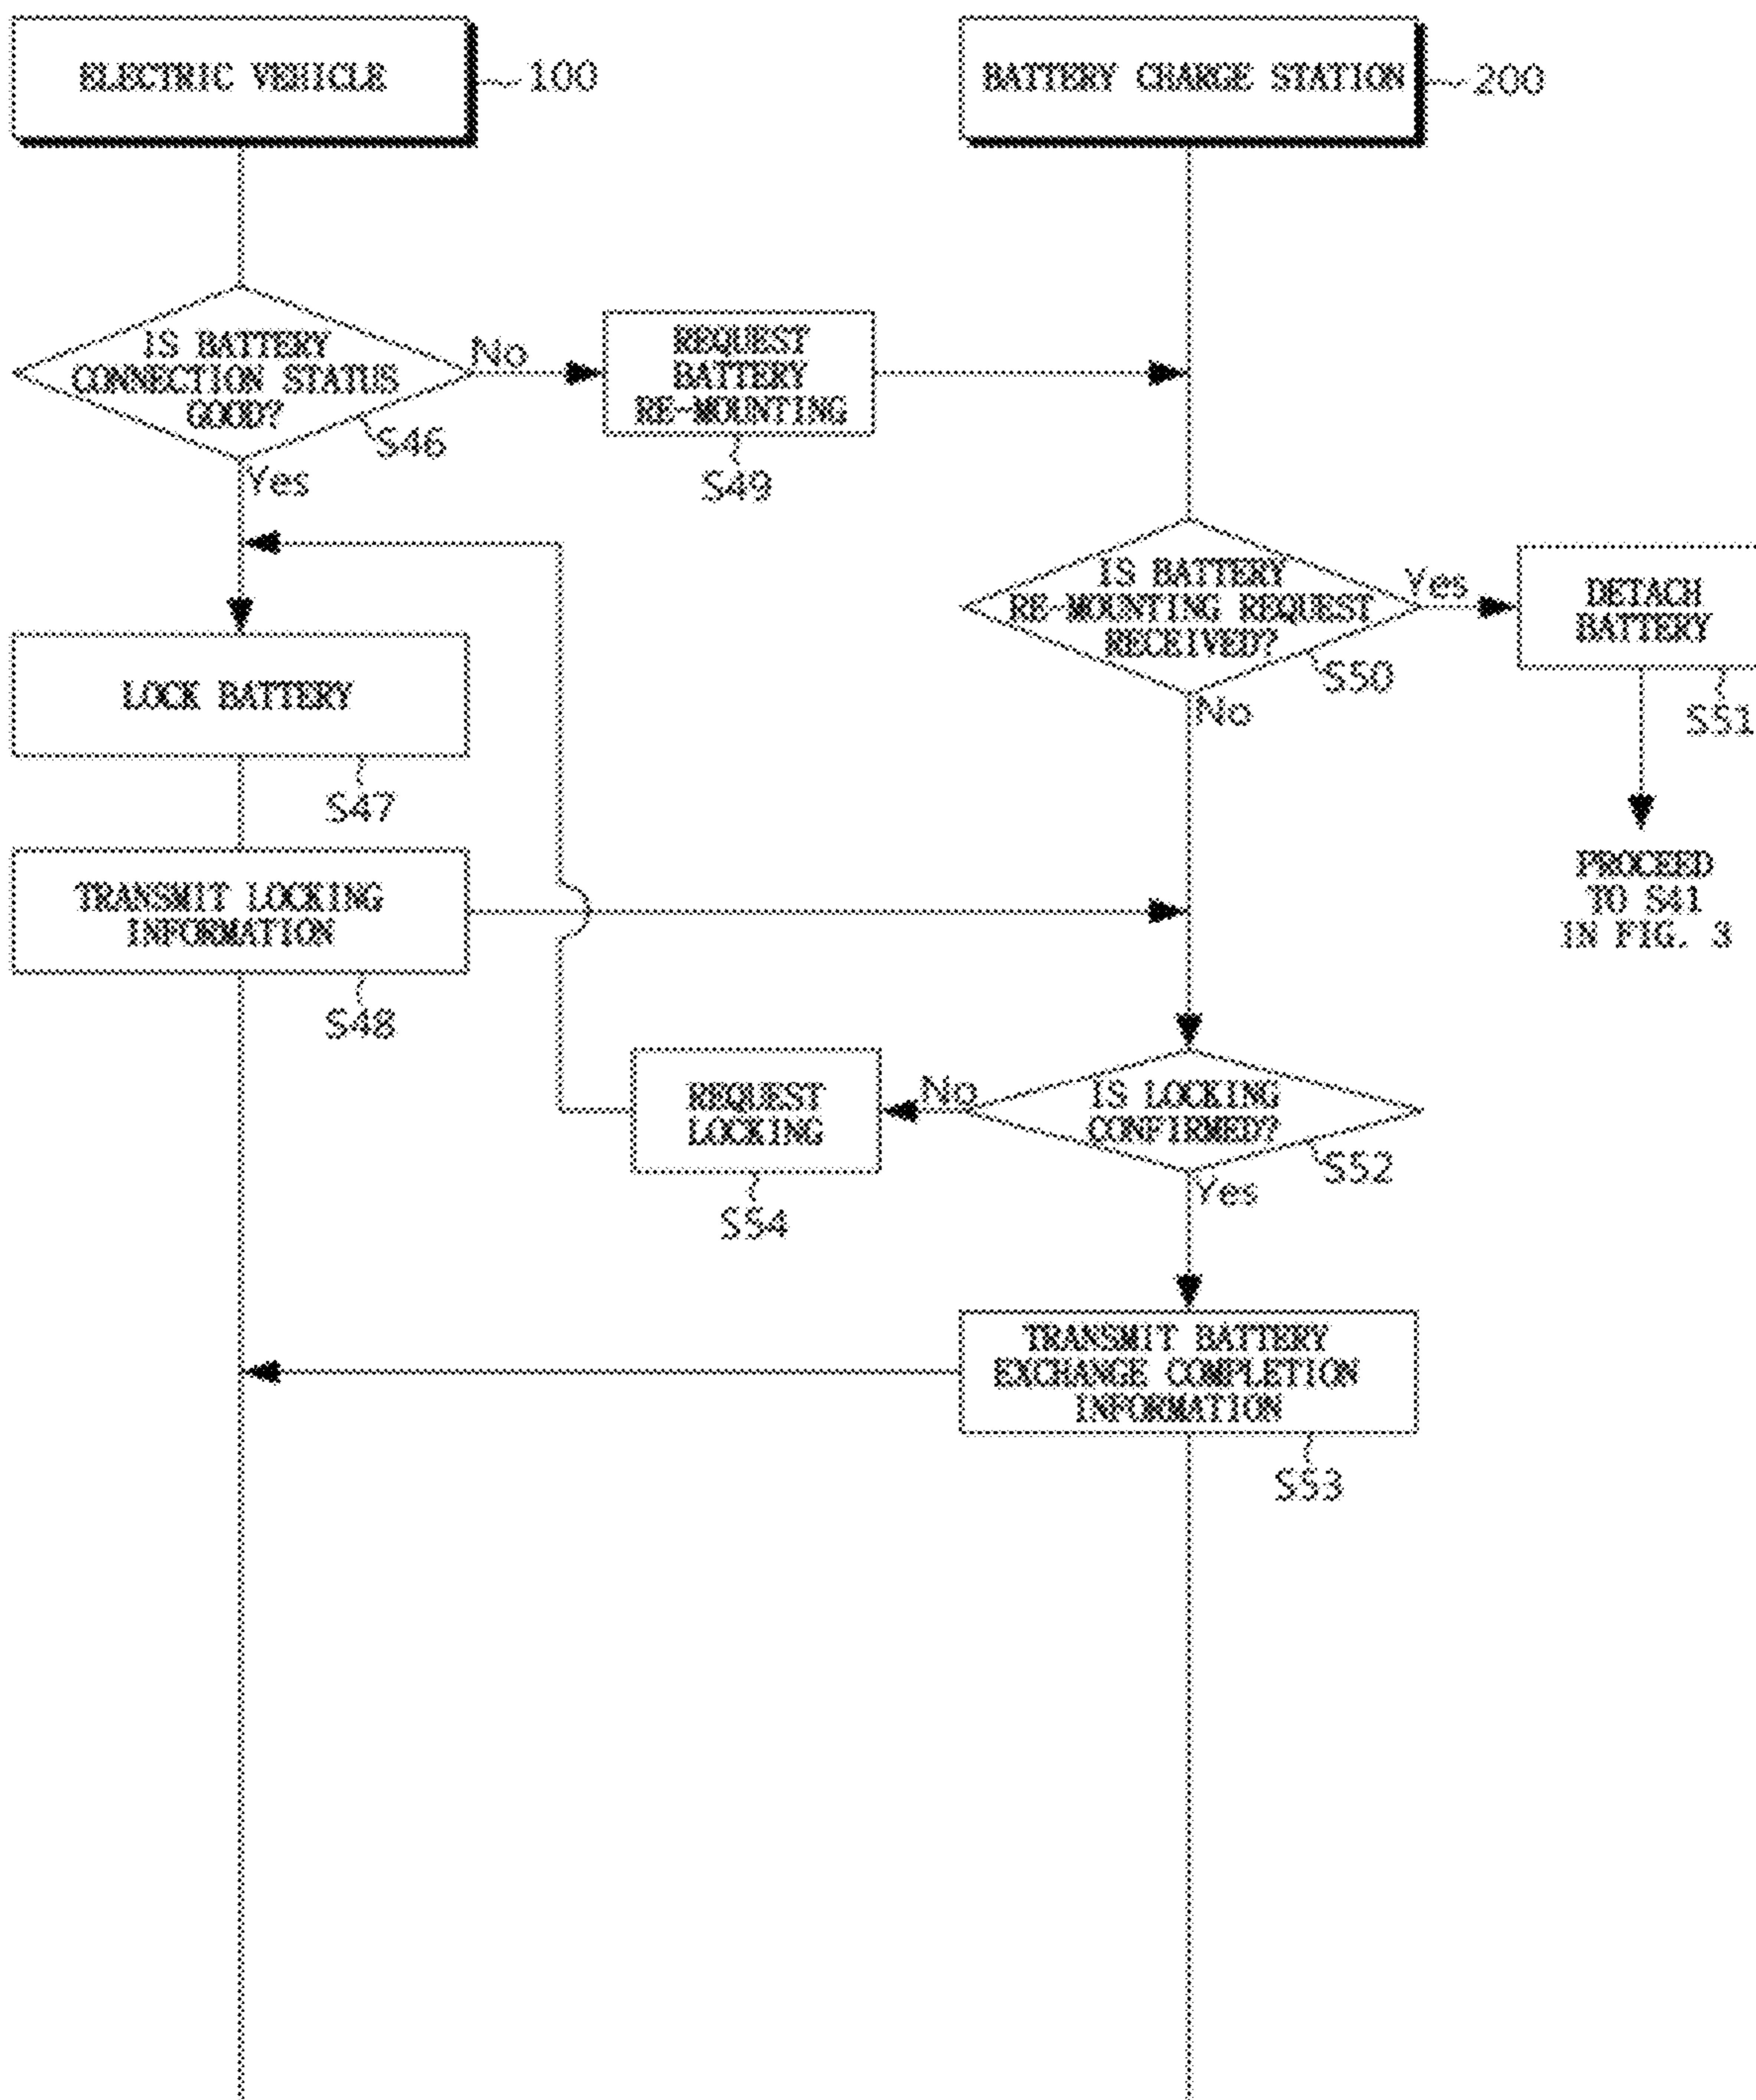 ELECTRIC VEHICLE
100
BATTERY CHARGE STATION
200
IS BATTERY
CONNECTION STATUS
GOOD?
S46
No
Yes
REQUEST
BATTERY
RE-MOUNTING
S49
IS BATTERY
RE-MOUNTING REQUEST
RECEIVED?
S50
Yes
No
DETACH
BATTERY
S51
PROCEED
TO S41
IN FIG. 3
LOCK BATTERY
S47
TRANSMIT LOCKING
INFORMATION
S48
REQUEST
LOCKING
S54
No
IS LOCKING
CONFIRMED?
S52
Yes
TRANSMIT BATTERY
EXCHANGE COMPLETION
INFORMATION
S53